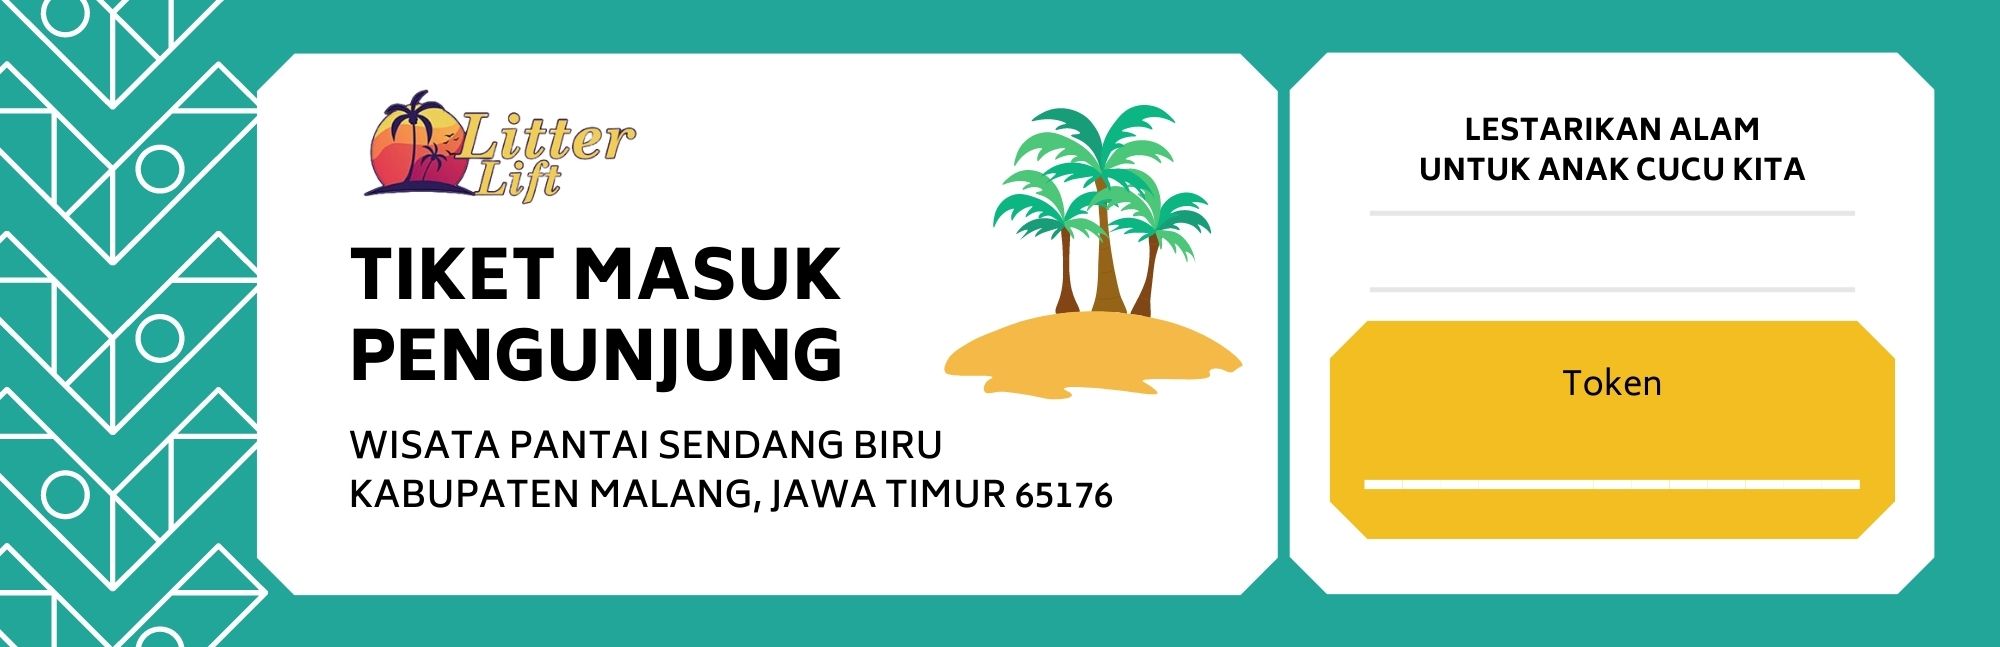 Litter
Lift
TIKET MASUK
PENGUNJUNG
WISATA PANTAI SENDANG BIRU
KABUPATEN MALANG, JAWA TIMUR 65176
LESTARIKAN ALAM
UNTUK ANAK CUCU KITA
Token